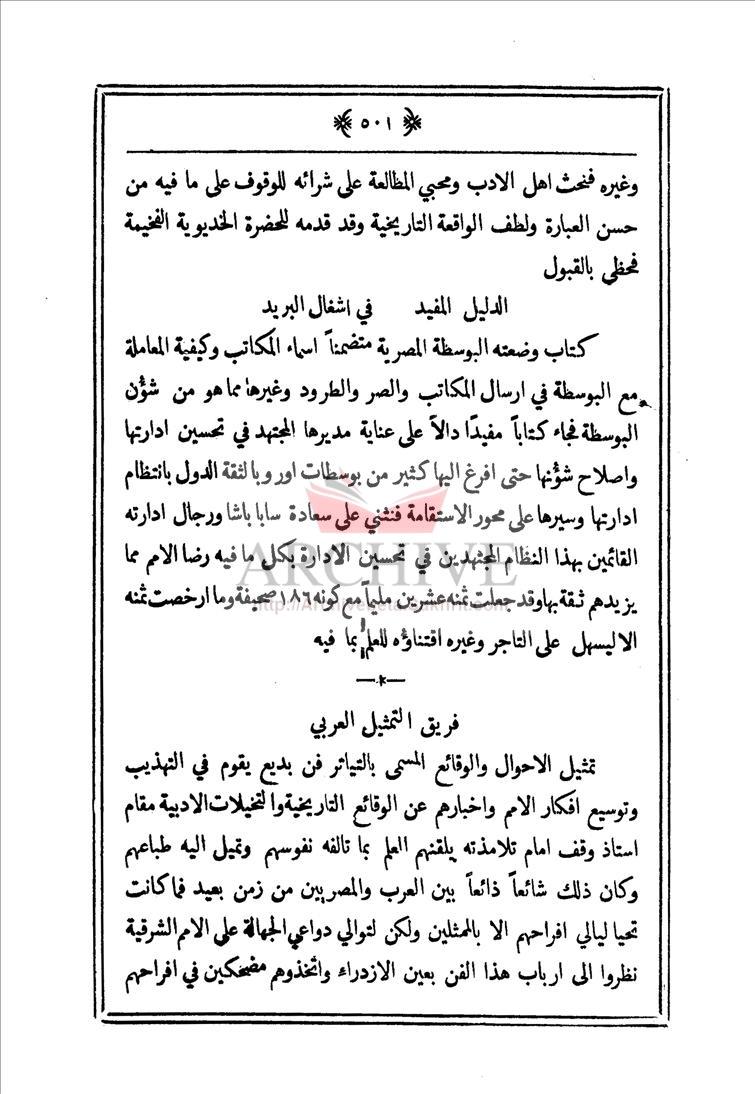 ٥٠١
وغيره فنحث اهل الادب ومحبي المطالعة على شرائه للوقوف على ما فيه من
حسن العبارة ولطف الواقعة التاريخية وقد قدمه للحضرة الخديوية الفخيمة
فحظي بالقبول
الدليل المفيد في اشغال البريد
كتاب وضعته البوسطة المصرية متضمناً اسماء المكاتب وكيفية المعاملة
مع البوسطة في ارسال المكاتب والصر والطرود وغيرها مما هو من شؤن
البوسطة فجاء كتاباً مفيدًا دالاً على عناية مديرها المجتهد في تحسين ادارتها
واصلاح شؤنها حتى افرغ اليها كثير من بوسطات اوروبا لثقة الدول بانتظام
ادارتها وسيرها على محور الاستقامة فنثني على سعادة سابا باشا ورجال ادارته
القائمين بهذا النظام المجتهدين في تحسين الادارة بكل ما فيه رضا الامم مما
يزيدهم ثقة بها وقد جعلت ثمنه عشرين مليماً مع كونه ١٨٦ صحيفة وما ارخصت ثمنه
الا ليسهل على التاجر وغيره اقتناؤه للعلم بما فيه
فريق التمثيل العربي
تمثيل الاحوال والوقائع المسمى بالتياتر فن بديع يقوم في التهذيب
وتوسيع افكار الامم واخبارهم عن الوقائع التاريخية والتخيلات الادبية مقام
استاذ وقف امام تلامذته يلقنهم العلم بما تالفه نفوسهم وتميل اليه طباعهم
وكان ذلك شائعاً ذائعاً بين العرب والمصريين من زمن بعيد فما كانت
تحيا ليالي افراحهم الا بالممثلين ولكن لتوالي دواعي الجهالة على الامم الشرقية
نظروا الى ارباب هذا الفن بعين الازدراء واتخذوهم مضحكين في افراحهم
ARCHIVE